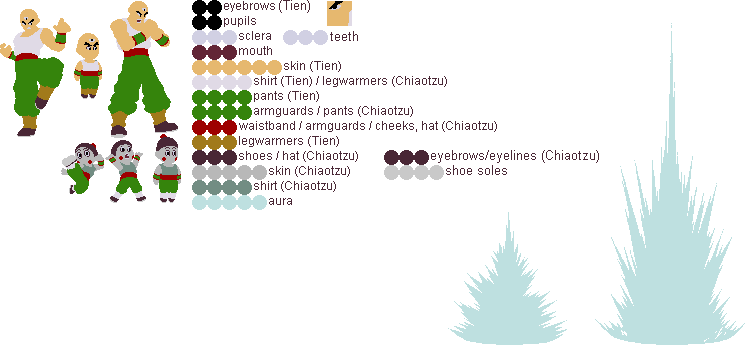 eyebrows (Tien)
pupils
sclera
teeth
mouth
skin (Tien)
shirt (Tien) / legwarmers (Chiaotzu)
pants (Tien)
armguards / pants (Chiaotzu)
waistband / armguards / cheeks, hat (Chiaotzu)
legwarmers (Tien)
shoes / hat (Chiaotzu)
eyebrows/eyelines (Chiaotzu)
skin (Chiaotzu)
shoe soles
shirt (Chiaotzu)
aura